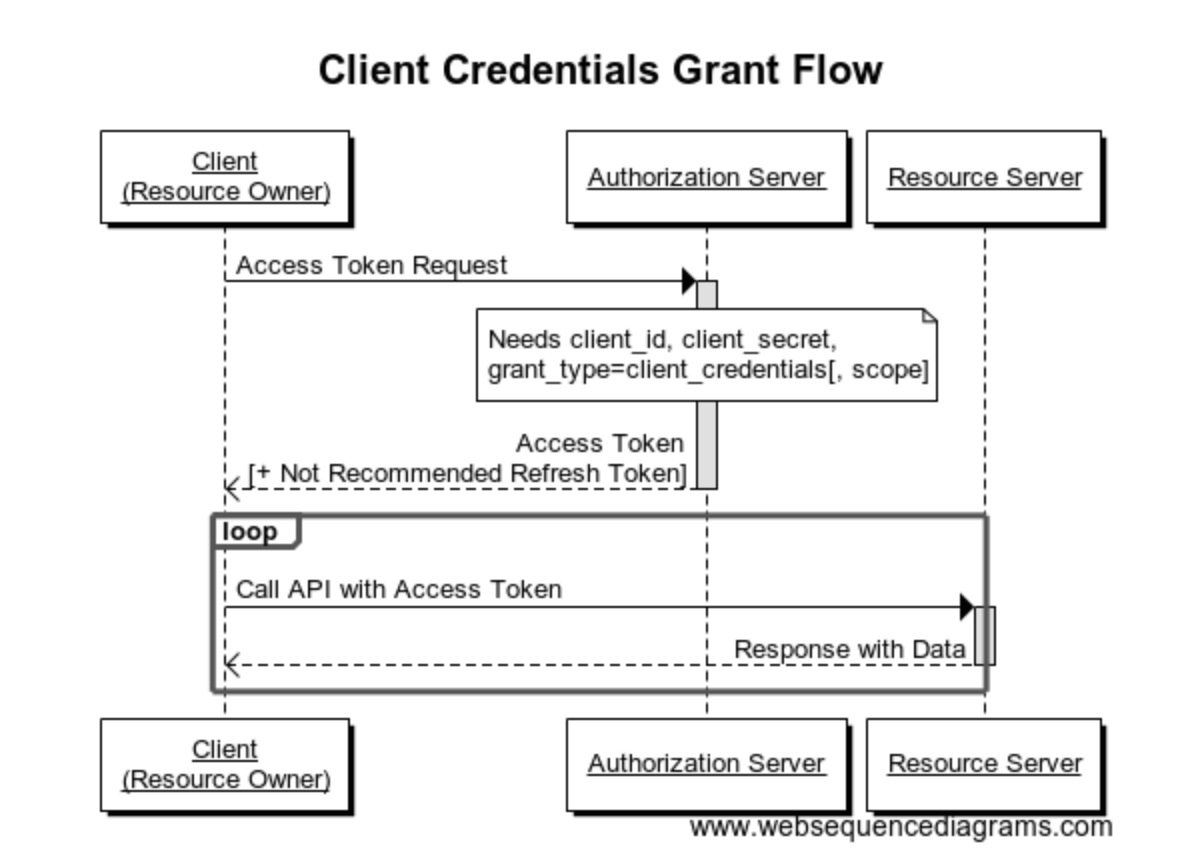 Client Credentials Grant Flow
Client
(Resource Owner)
Authorization Server
Resource Server
Access Token Request
Needs client_id, client_secret,
grant_type=client_credentials[, scope]
Access Token
[+ Not Recommended Refresh Token]
loop
Call API with Access Token
Response with Data
Client
(Resource Owner)
Authorization Server
Resource Server
www.websequencediagrams.com